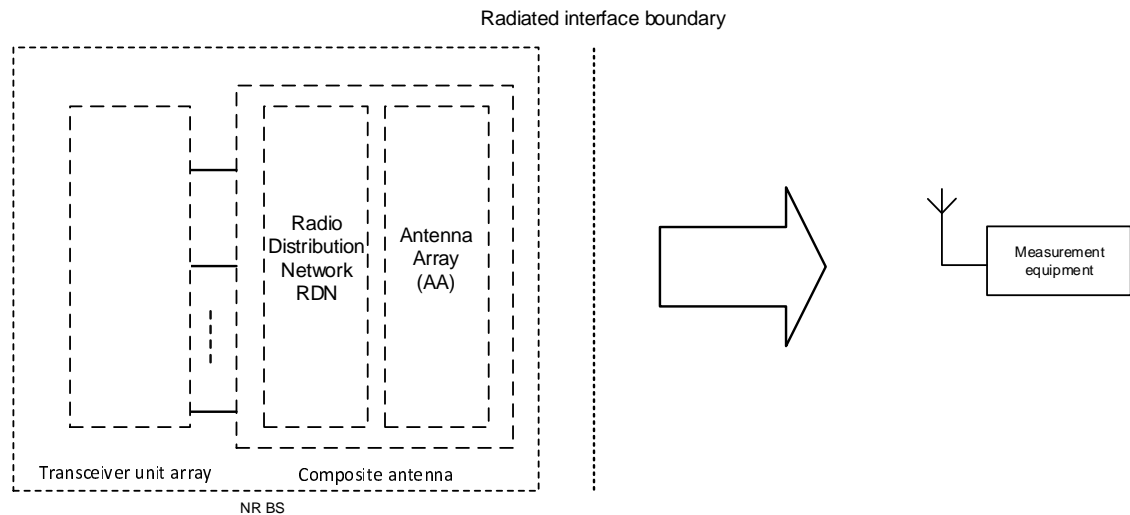 Radiated interface boundary
Radio
Distribution
Network
RDN
Antenna
Array
(AA)
Measurement
equipment
Transceiver unit array
Composite antenna
NR BS